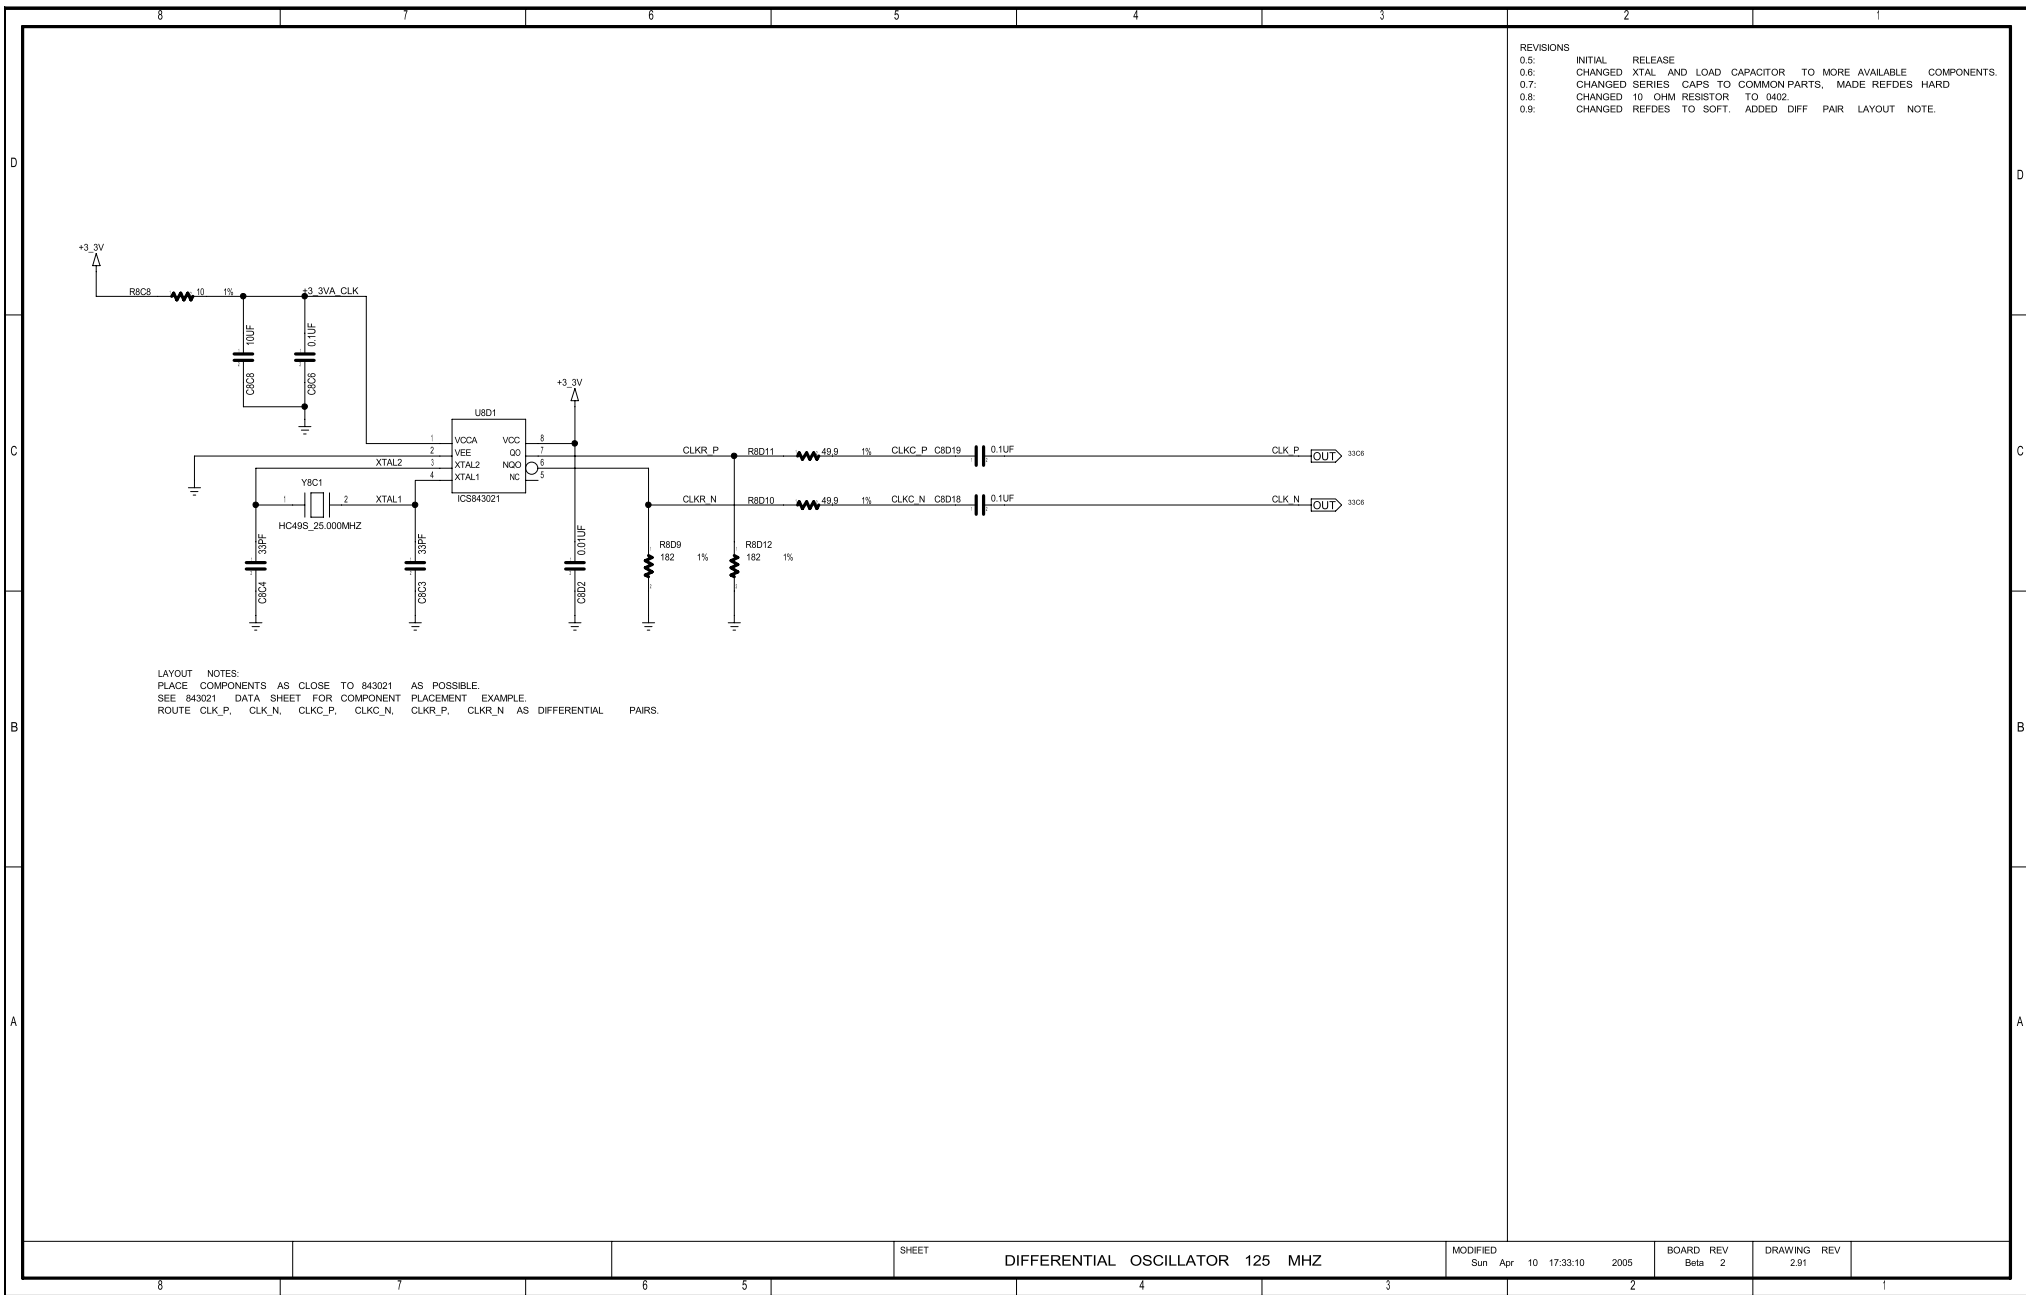 8 7 6 5 4 3 2 1
REVISIONS
0.5: INITIAL RELEASE
0.6: CHANGED XTAL AND LOAD CAPACITOR TO MORE AVAILABLE COMPONENTS.
0.7: CHANGED SERIES CAPS TO COMMON PARTS, MADE REFDES HARD
0.8: CHANGED 10 OHM RESISTOR TO 0402.
0.9: CHANGED REFDES TO SOFT. ADDED DIFF PAIR LAYOUT NOTE.
D D
+3_3V
R8C8 10 1% +3_3VA_CLK
10UF 0.1UF
C8C8 C8C6
+3_3V
U8D1
1 VCCA VCC 8
2 VEE QO 7
XTAL2 3 XTAL2 NQO 6
4 XTAL1 NC 5
ICS843021
C C
CLKR_P R8D11 49,9 1% CLKC_P C8D19 0.1UF CLK_P OUT 33C6
Y8C1
1 2 XTAL1
HC49S_25.000MHZ
CLKR_N R8D10 49,9 1% CLKC_N C8D18 0.1UF CLK_N OUT 33C6
33PF 33PF 0.01UF
C8C4 C8C3 C8D2
R8D9 R8D12
182 1% 182 1%
LAYOUT NOTES:
PLACE COMPONENTS AS CLOSE TO 843021 AS POSSIBLE.
SEE 843021 DATA SHEET FOR COMPONENT PLACEMENT EXAMPLE.
ROUTE CLK_P, CLK_N, CLKC_P, CLKC_N, CLKR_P, CLKR_N AS DIFFERENTIAL PAIRS.
B B
A A
SHEET
DIFFERENTIAL OSCILLATOR 125 MHZ
MODIFIED
Sun Apr 10 17:33:10 2005
BOARD REV
Beta 2
DRAWING REV
2.91
8 7 6 5 4 3 2 1